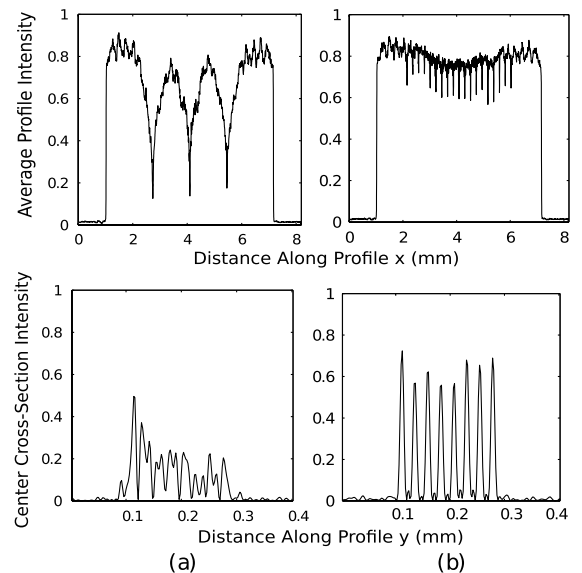 Average Profile Intensity
1
0.8
0.6
0.4
0.2
0
0 2 4 6 8
1
0.8
0.6
0.4
0.2
0
0 2 4 6 8
Distance Along Profile x (mm)
Center Cross-Section Intensity
1
0.8
0.6
0.4
0.2
0
0.1 0.2 0.3 0.4
1
0.8
0.6
0.4
0.2
0
0.1 0.2 0.3 0.4
Distance Along Profile y (mm)
(a) (b)